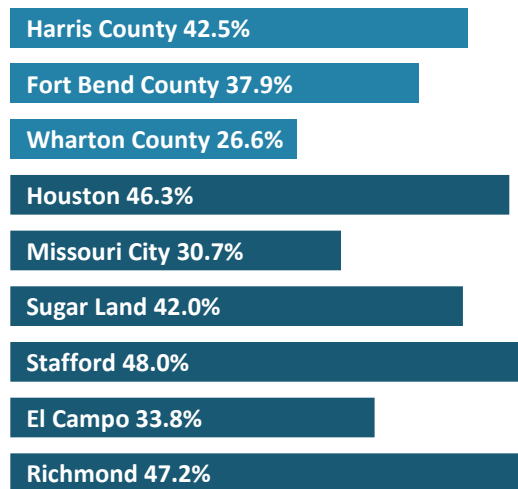 Harris County 42.5%
Fort Bend County 37.9%
Wharton County 26.6%
Houston 46.3%
Missouri City 30.7%
Sugar Land 42.0%
Stafford 48.0%
El Campo 33.8%
Richmond 47.2%